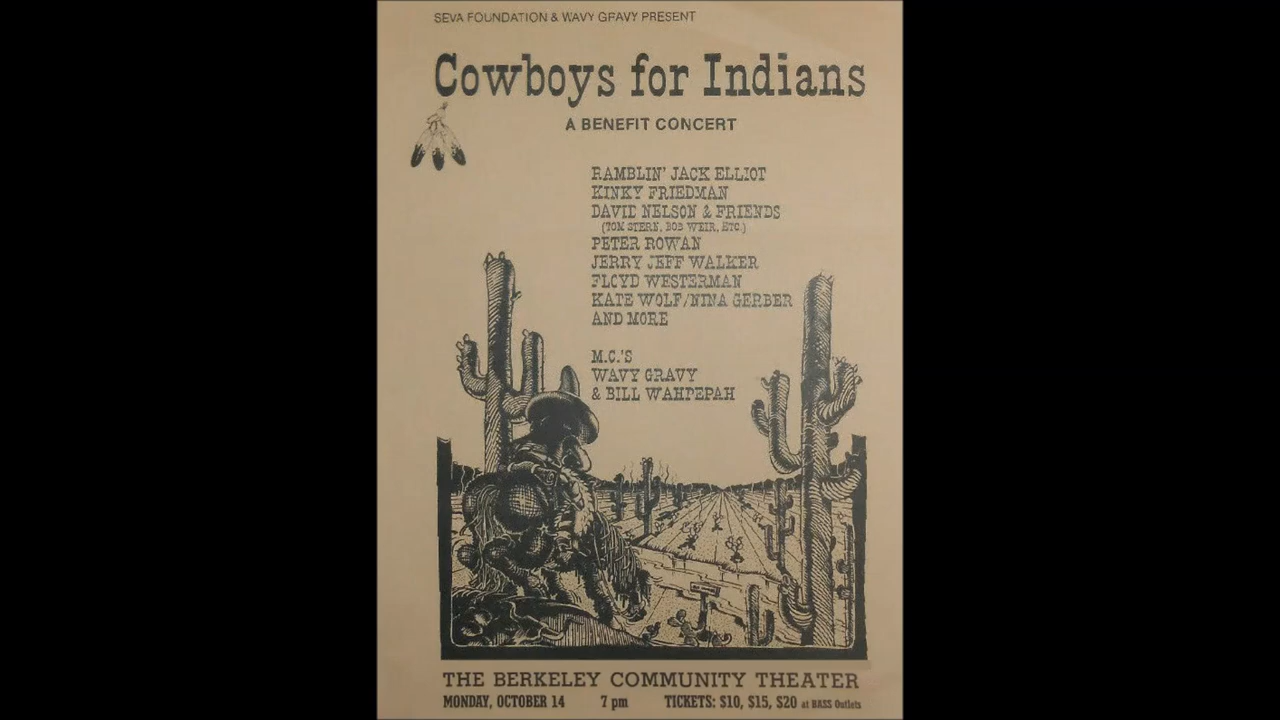 SEVA FOUNDATION & WAVY GRAVY PRESENT
Cowboys for Indians
A BENEFIT CONCERT
RAMBLIN' JACK ELLIOT
KINKY FRIEDMAN
DAVID NELSON & FRIENDS
(TOM STERN, BOB WEIR, ETC.)
PETER ROWAN
JERRY JEFF WALKER
FLOYD WESTERMAN
KATE WOLF/NINA GERBER
AND MORE
M.C.'S
WAVY GRAVY
& BILL WAHPEPAH
THE BERKELEY COMMUNITY THEATER
MONDAY, OCTOBER 14 7 pm TICKETS: $10, $15, $20 at BASS Outlets